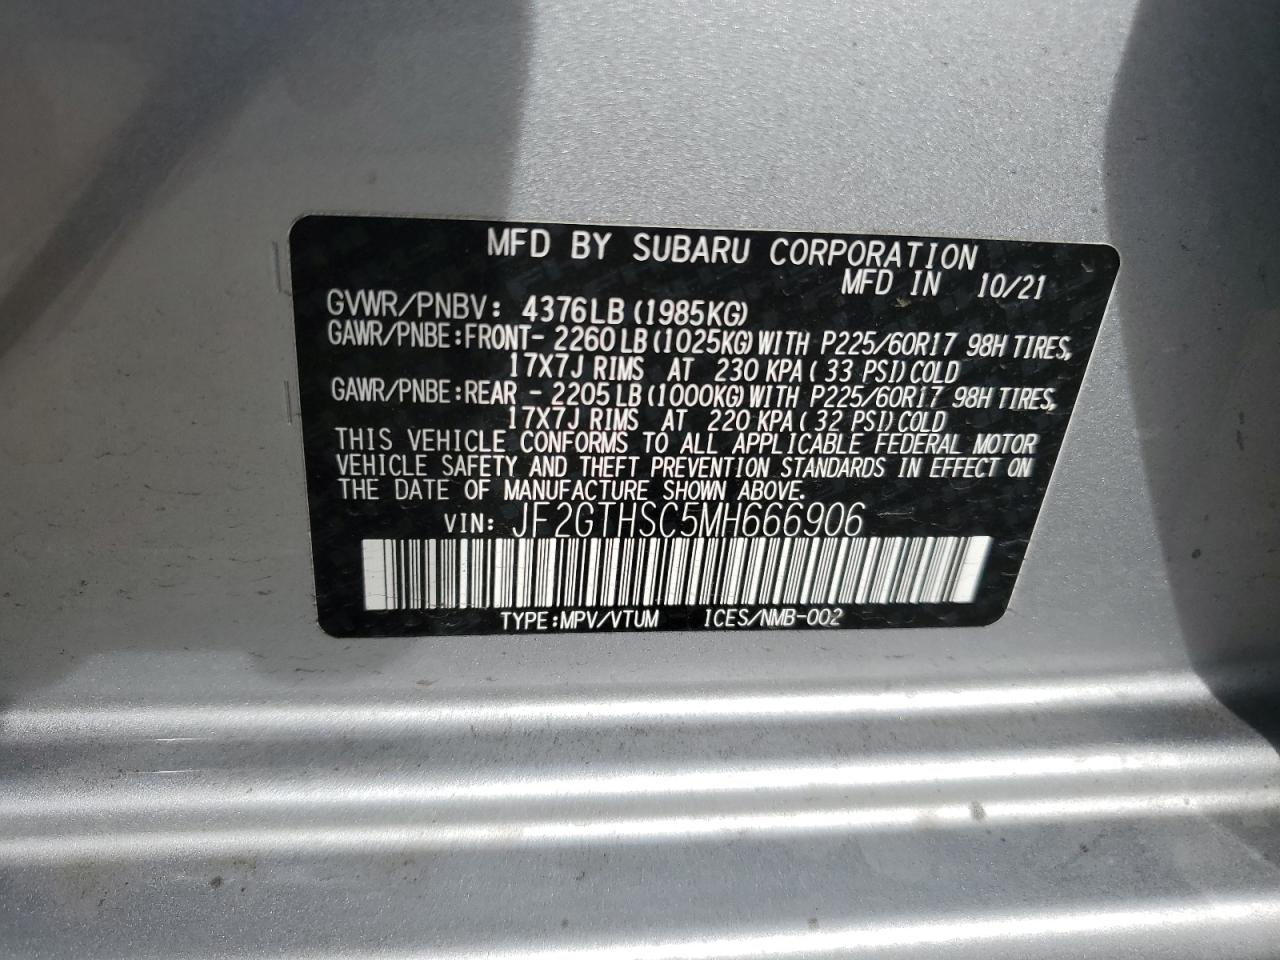 MFD BY SUBARU CORPORATION
MFD IN 10/21
GVWR/PNBV: 4376LB (1985KG)
GAWR/PNBE:FRONT- 2260LB (1025KG) WITH P225/60R17 98H TIRES,
17X7J RIMS AT 230 KPA ( 33 PSI) COLD
GAWR/PNBE:REAR - 2205LB (1000KG) WITH P225/60R17 98H TIRES,
17X7J RIMS AT 220 KPA ( 32 PSI) COLD
THIS VEHICLE CONFORMS TO ALL APPLICABLE FEDERAL MOTOR
VEHICLE SAFETY AND THEFT PREVENTION STANDARDS IN EFFECT ON
THE DATE OF MANUFACTURE SHOWN ABOVE.
VIN: JF2GTHSC5MH666906
TYPE:MPV/VTUM ICES/NMB-002